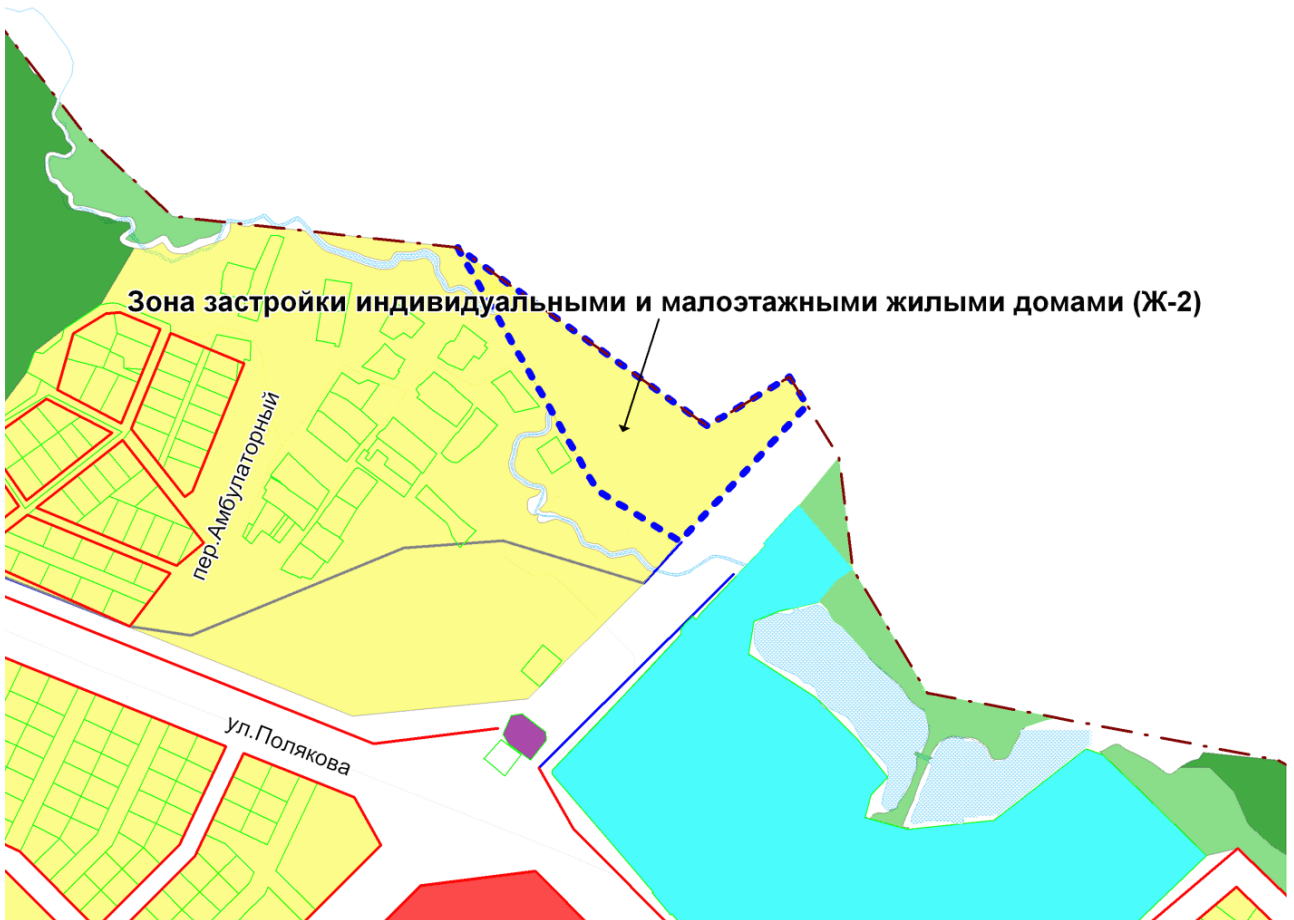 Зона застройки индивидуальными и малоэтажными жилыми домами (Ж-2)
пер.Амбулаторный
ул.Полякова